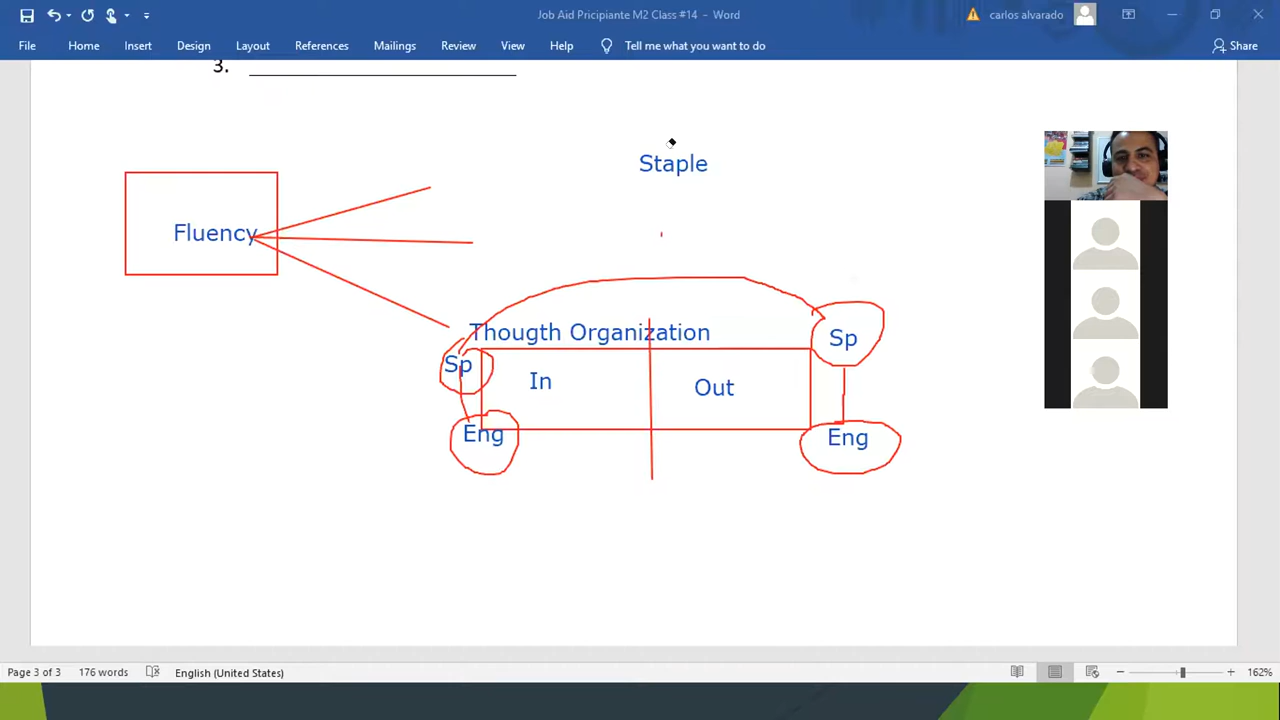 Job Aid Pricipiante M2 Class #14 - Word
carlos alvarado
File Home Insert Design Layout References Mailings Review View Help Tell me what you want to do Share
3. ____________________
Staple
Fluency
Thougth Organization
Sp
Sp
In
Out
Eng
Eng
Page 3 of 3 176 words English (United States) 162%